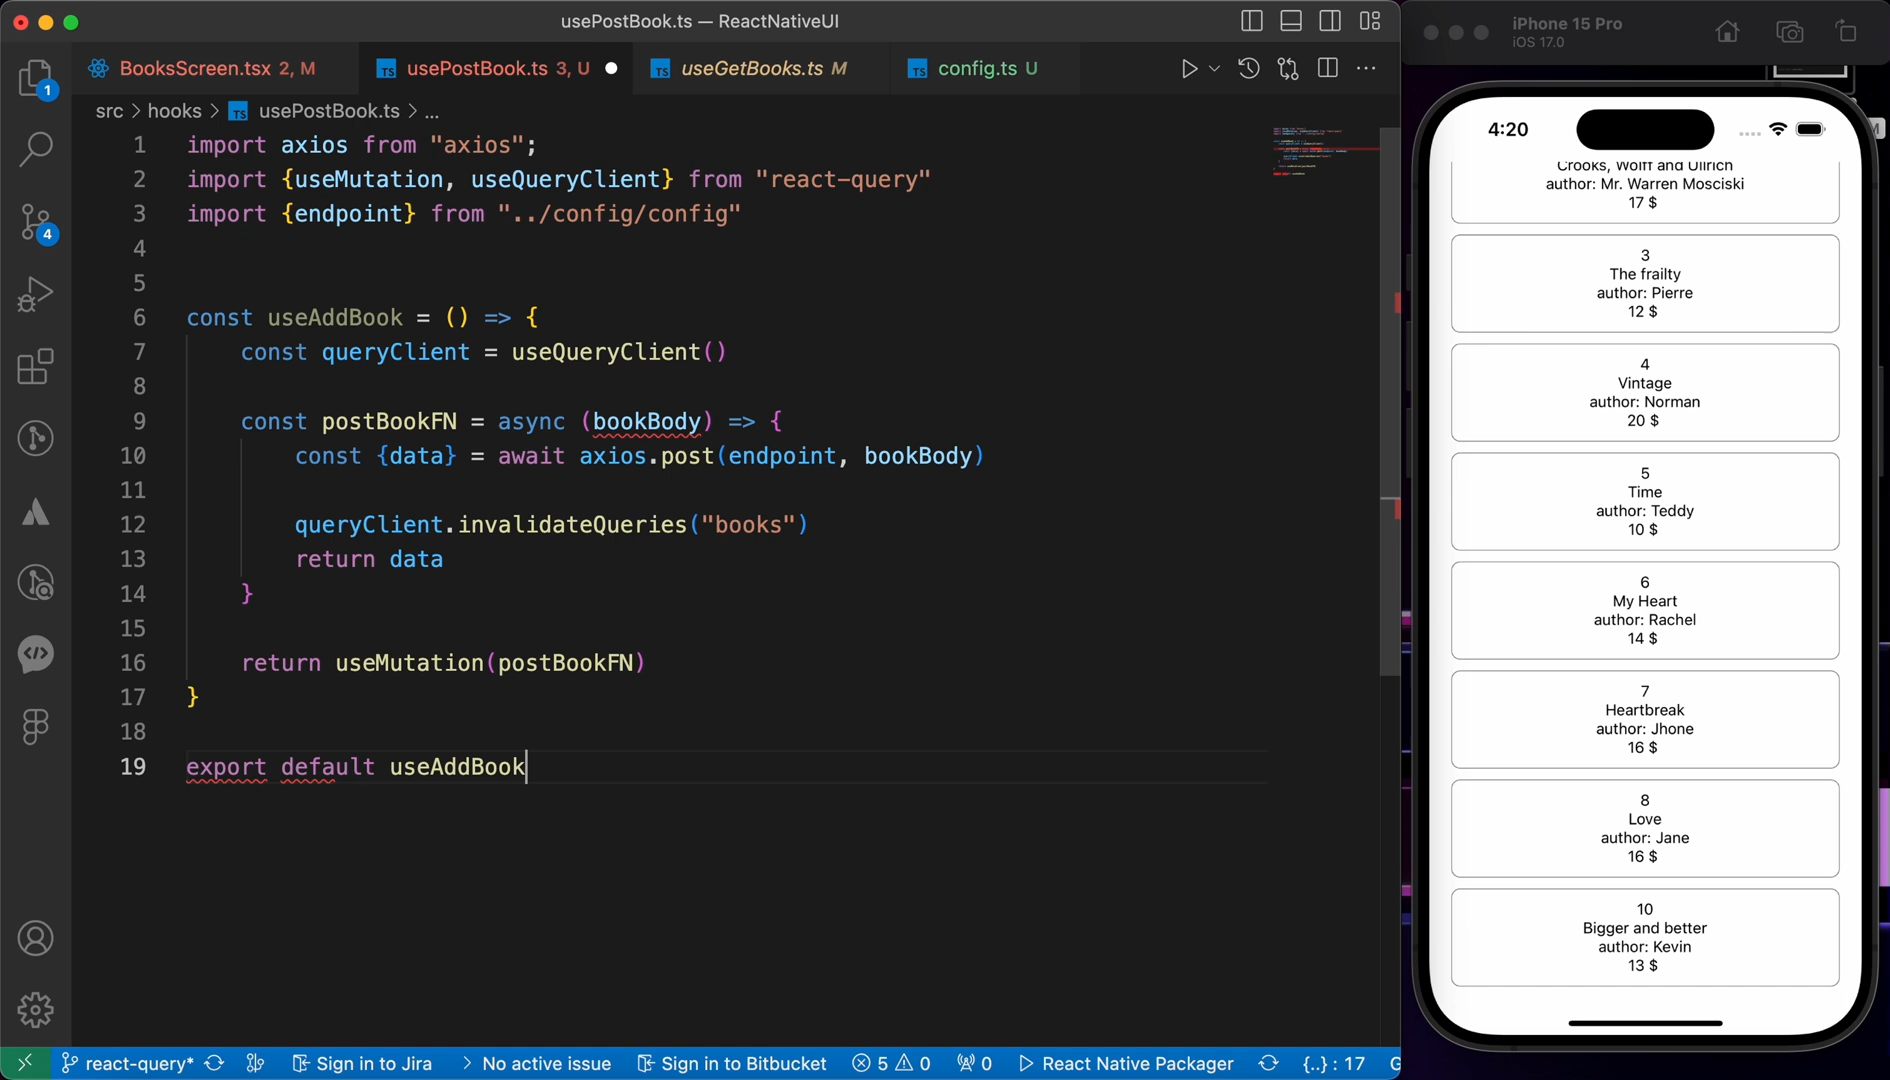 usePostBook.ts — ReactNativeUI
BooksScreen.tsx 2, M
usePostBook.ts 3, U
useGetBooks.ts M
config.ts U
src > hooks > usePostBook.ts > ...
1 import axios from "axios";
2 import {useMutation, useQueryClient} from "react-query"
3 import {endpoint} from "../config/config"
4
5
6 const useAddBook = () => {
7 const queryClient = useQueryClient()
8
9 const postBookFN = async (bookBody) => {
10 const {data} = await axios.post(endpoint, bookBody)
11
12 queryClient.invalidateQueries("books")
13 return data
14 }
15
16 return useMutation(postBookFN)
17 }
18
19 export default useAddBook
1
4
react-query*
Sign in to Jira
No active issue
Sign in to Bitbucket
5 0
0
React Native Packager
{..} : 17
iPhone 15 Pro
iOS 17.0
4:20
Crooks, Wolff and Ullrich
author: Mr. Warren Mosciski
17 $
3
The frailty
author: Pierre
12 $
4
Vintage
author: Norman
20 $
5
Time
author: Teddy
10 $
6
My Heart
author: Rachel
14 $
7
Heartbreak
author: Jhone
16 $
8
Love
author: Jane
16 $
10
Bigger and better
author: Kevin
13 $